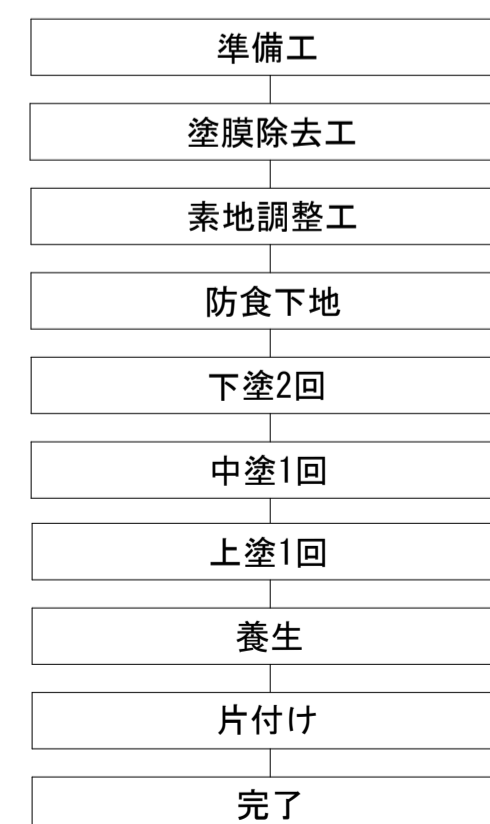 準備工
塗膜除去工
素地調整工
防食下地
下塗2回
中塗1回
上塗1回
養生
片付け
完了